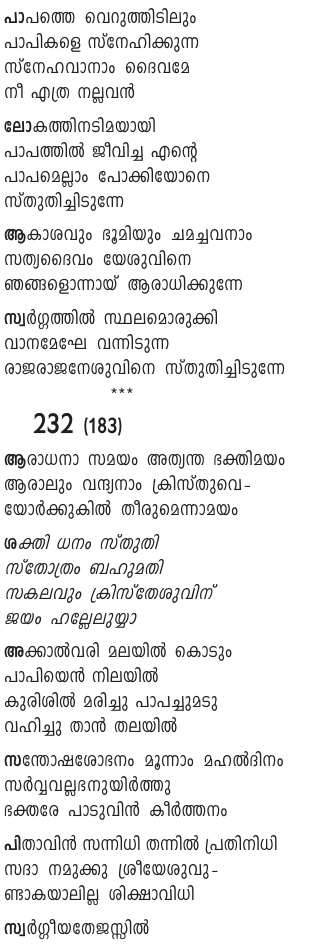 പാപത്തെ വെറുത്തിടിലും
പാപികളെ സ്നേഹിക്കുന്ന
സ്നേഹവാനാം ദൈവമേ
നീ എത്ര നല്ലവൻ
ലോകത്തിനടിമയായി
പാപത്തിൽ ജീവിച്ച എന്റെ
പാപമെല്ലാം പോക്കിയോനെ
സ്തുതിച്ചിടുന്നേ
ആകാശവും ഭൂമിയും ചമച്ചവനാം
സത്യദൈവം യേശുവിനെ
ഞങ്ങളൊന്നായ് ആരാധിക്കുന്നേ
സ്വർഗ്ഗത്തിൽ സ്ഥലമൊരുക്കി
വാനമേഘേ വന്നിടുന്ന
രാജരാജനേശുവിനെ സ്തുതിച്ചിടുന്നേ
***
232 (183)
ആരാധനാ സമയം അത്യന്ത ഭക്തിമയം
ആരാലും വന്ദ്യനാം ക്രിസ്തുവെ-
യോർക്കുകിൽ തീരുമെന്നാമയം
ശക്തി ധനം സ്തുതി
സ്തോത്രം ബഹുമതി
സകലവും ക്രിസ്തേശുവിന്
ജയം ഹല്ലേലുയ്യാ
അക്കാൽവരി മലയിൽ കൊടും
പാപിയെൻ നിലയിൽ
കുരിശിൽ മരിച്ചു പാപച്ചുമടു
വഹിച്ചു താൻ തലയിൽ
സന്തോഷശോഭനം മൂന്നാം മഹൽദിനം
സർവ്വവല്ലഭനുയിർത്തു
ഭക്തരേ പാടുവിൻ കീർത്തനം
പിതാവിൻ സന്നിധി തന്നിൽ പ്രതിനിധി
സദാ നമുക്കു ശ്രീയേശുവു-
ണ്ടാകയാലില്ല ശിക്ഷാവിധി
സ്വർഗ്ഗീയതേജസ്സിൽ